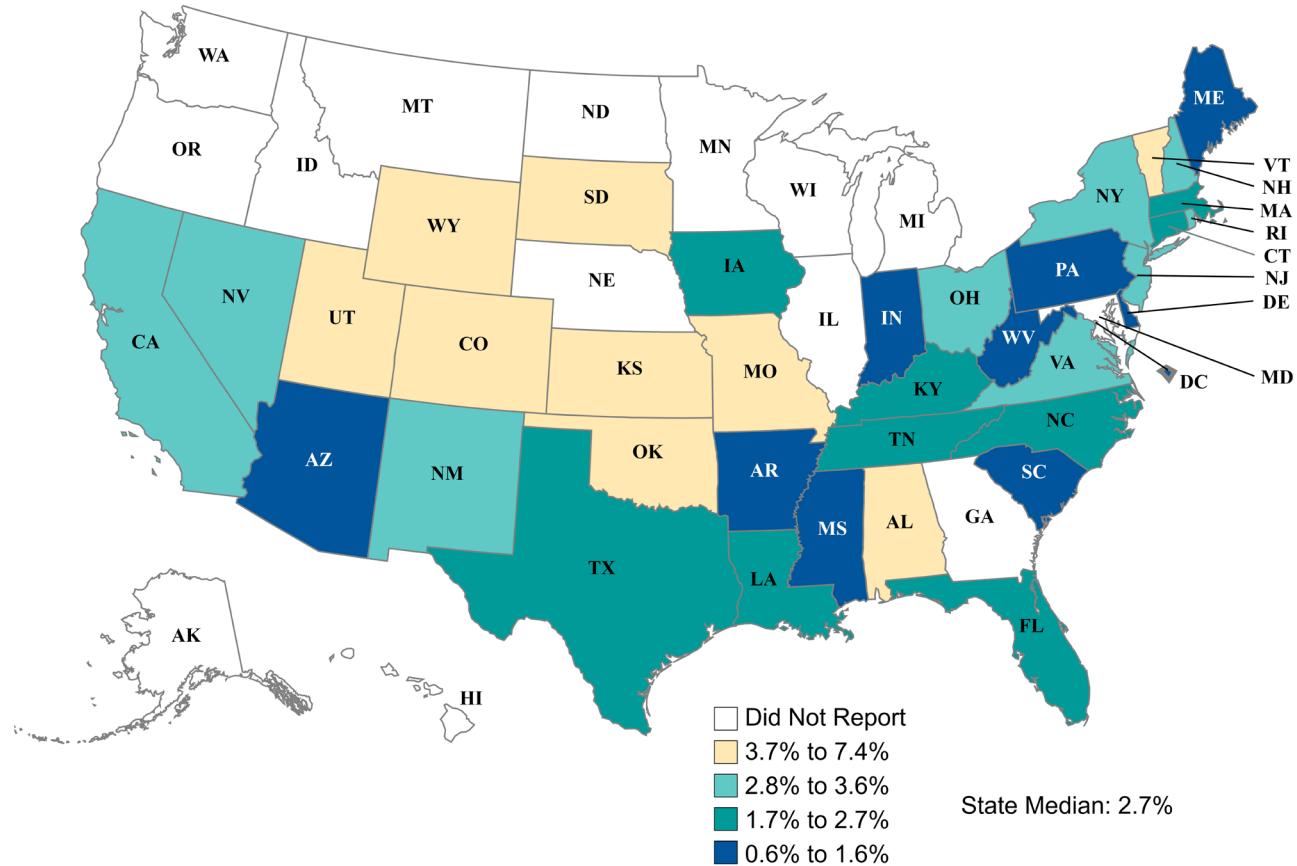 WA
MT
ND
MN
OR
ID
WI
MI
ME
VT
NH
MA
RI
CT
NJ
DE
MD
DC
NY
SD
WY
NE
IA
PA
NV
UT
CO
IL
IN
OH
WV
VA
CA
KS
MO
KY
NC
TN
AZ
NM
OK
AR
SC
MS
AL
GA
TX
LA
FL
AK
HI
Did Not Report
3.7% to 7.4%
2.8% to 3.6%
1.7% to 2.7%
0.6% to 1.6%
State Median: 2.7%